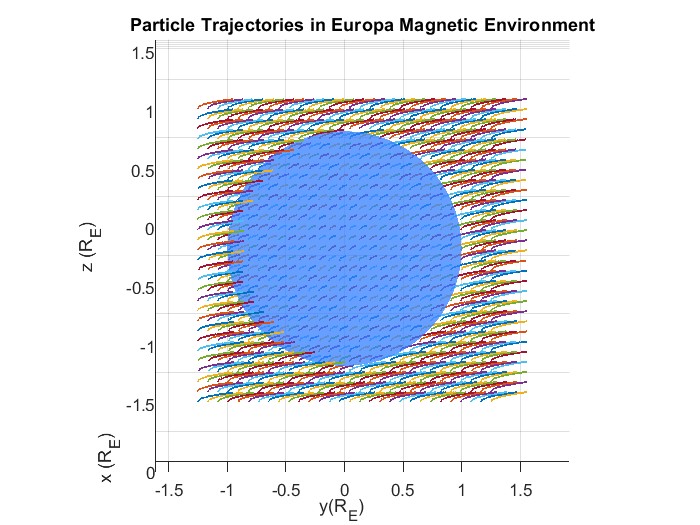 Particle Trajectories in Europa Magnetic Environment
1.5
1
0.5
0
-0.5
-1
-1.5
z (R_E)
x (R_E)
0
-1.5 -1 -0.5 0 0.5 1 1.5
y(R_E)